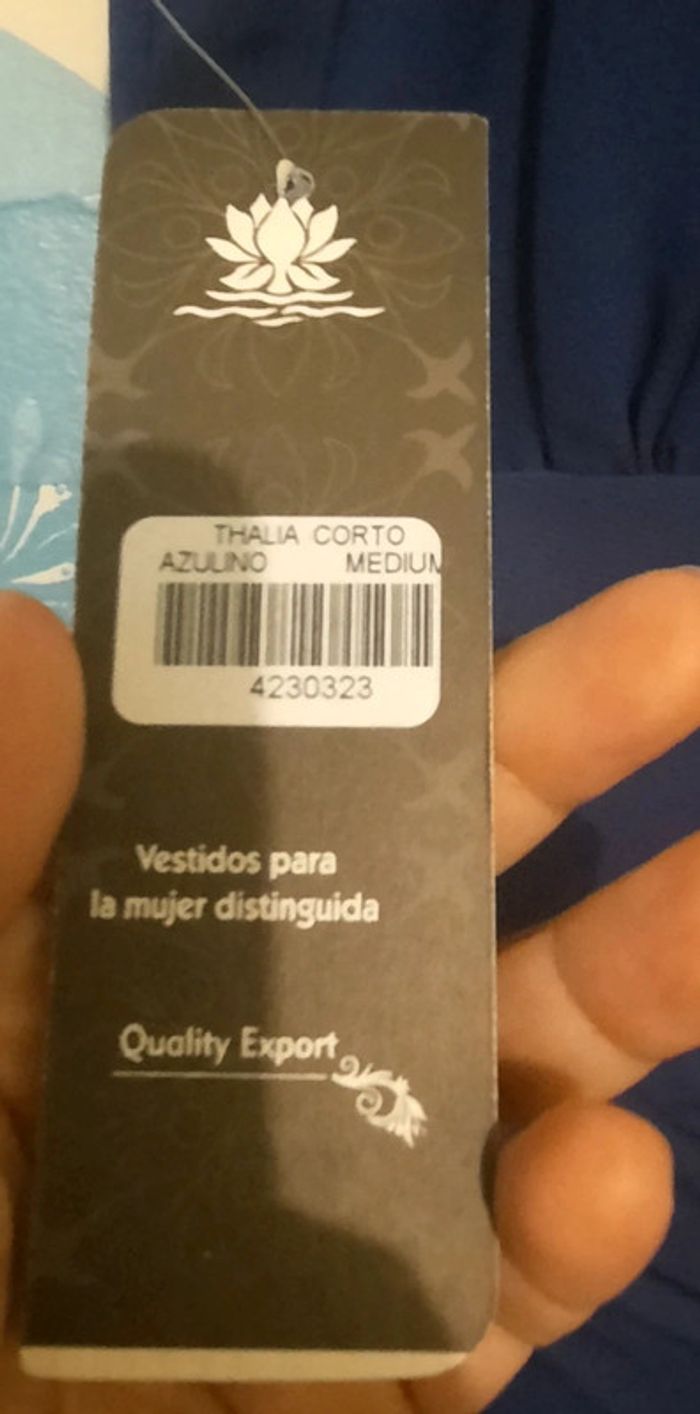 THALIA CORTO
AZULINO MEDIUM
4230323
Vestidos para
la mujer distinguida
Quality Export